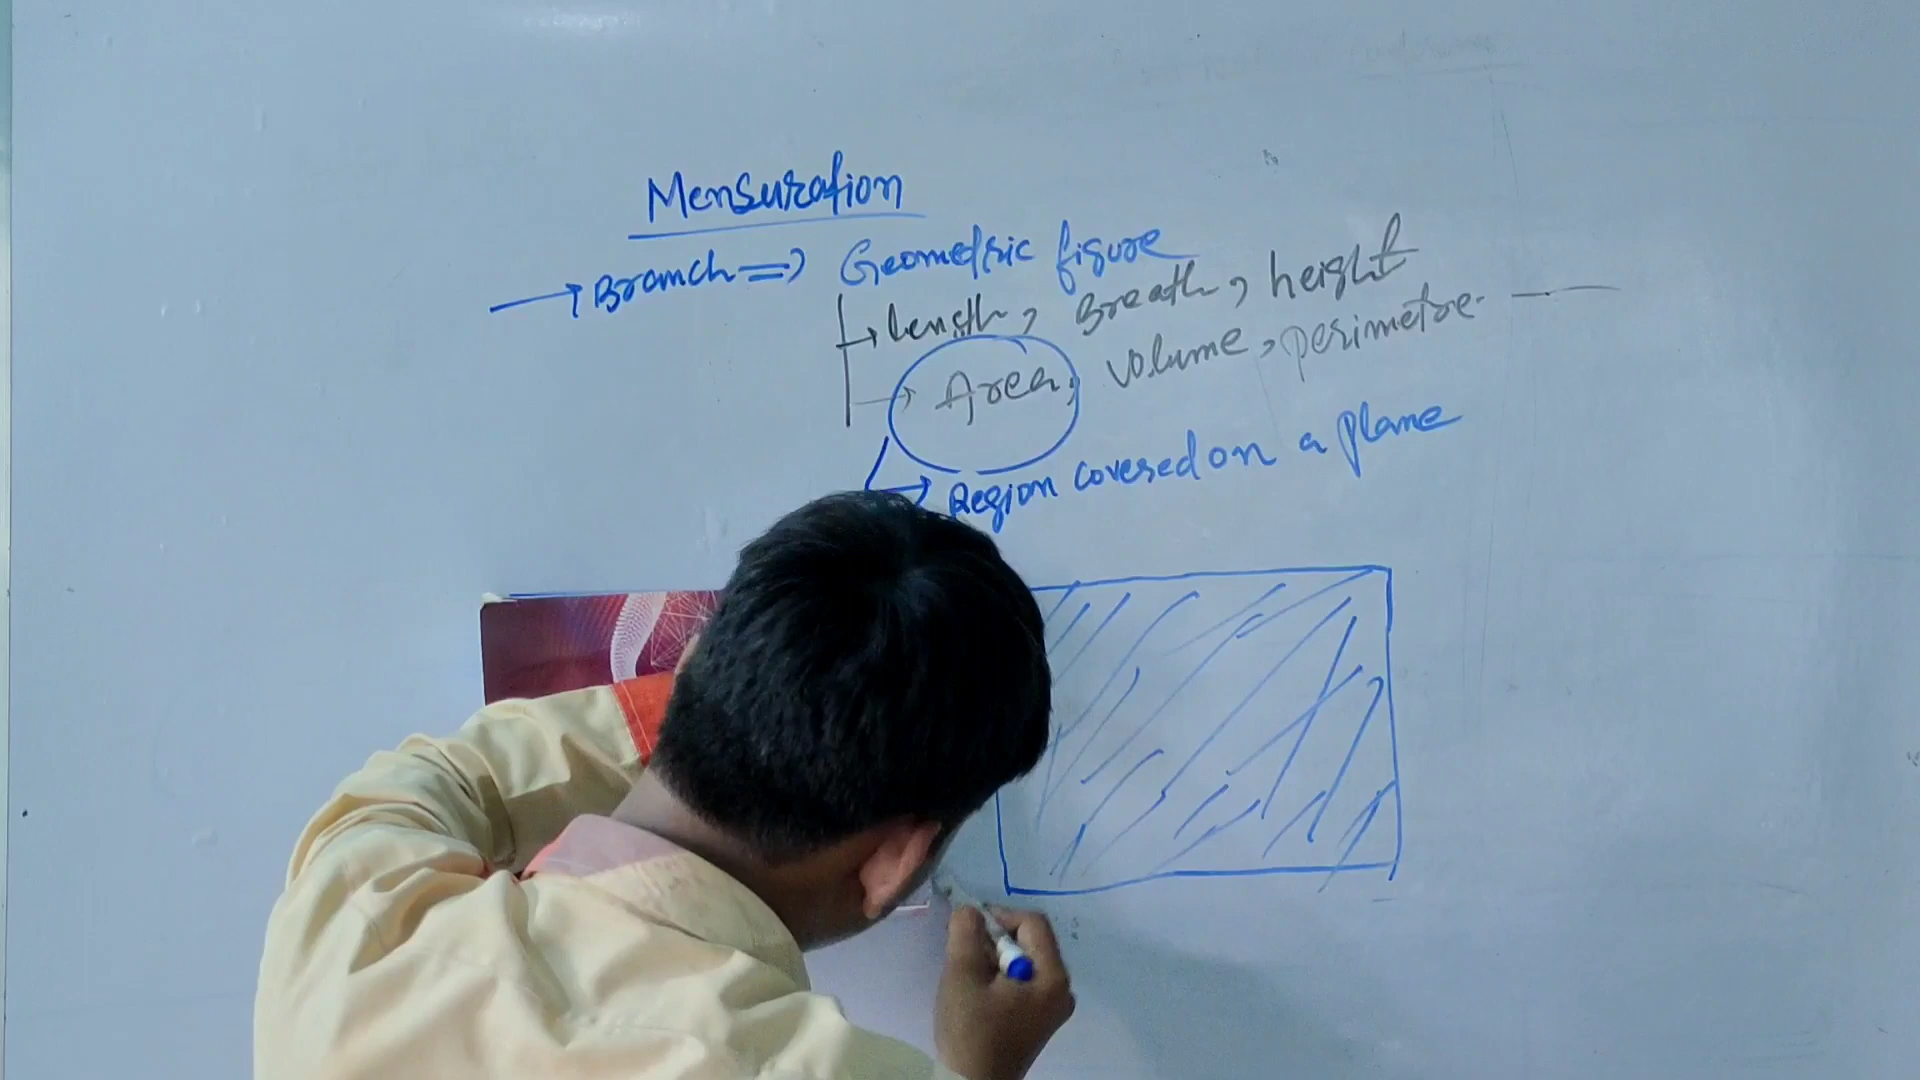 Mensuration
→ Branch => Geometric figure
→ length, Breath, height
→ Area, volume, perimetre.
→ Region covered on a plane